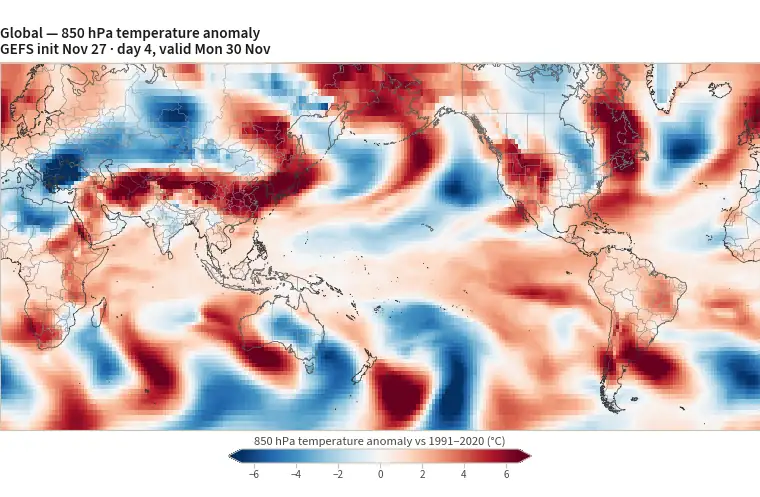 Global — 850 hPa temperature anomaly
GEFS init Nov 27 · day 4, valid Mon 30 Nov
850 hPa temperature anomaly vs 1991–2020 (°C)
−6 −4 −2 0 2 4 6